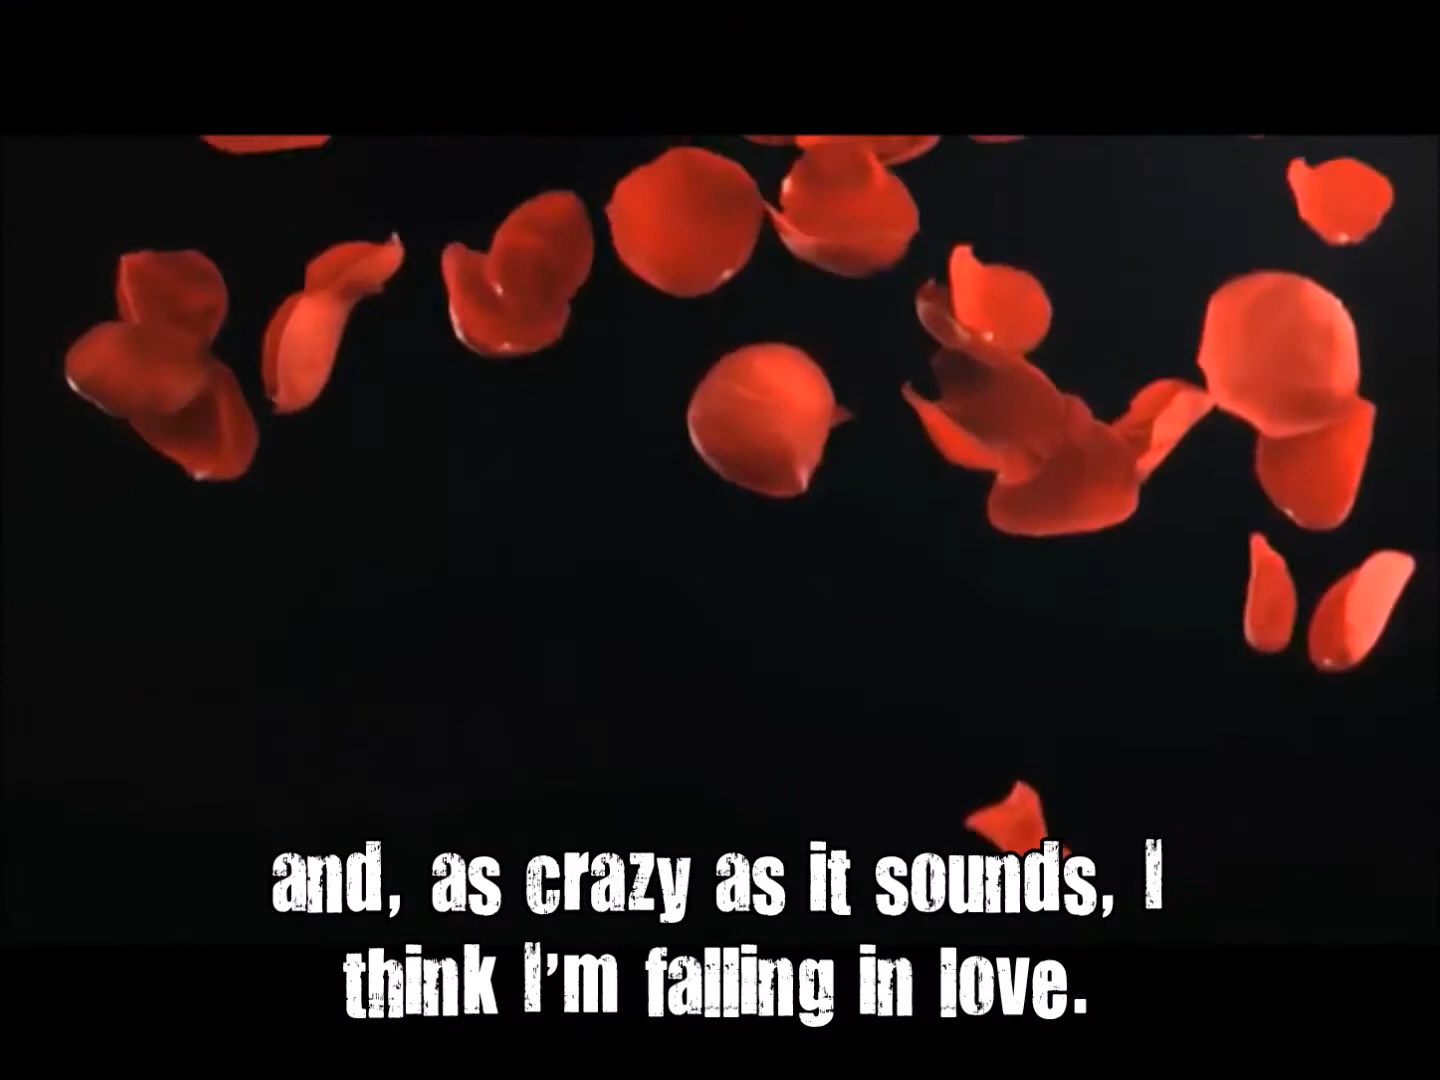 and, as crazy as it sounds, I
think I'm falling in love.